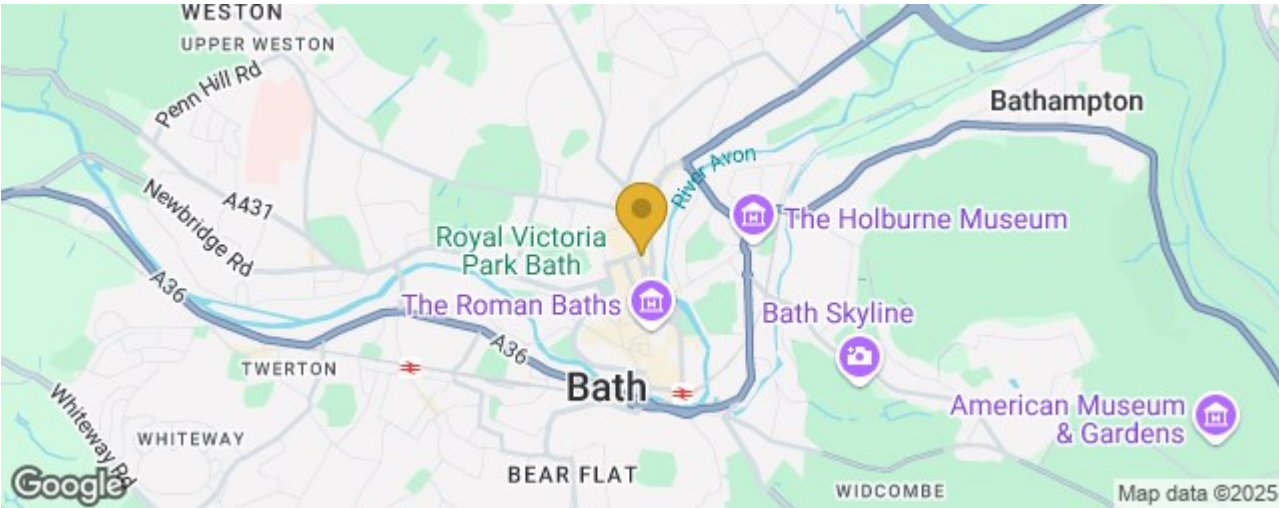 WESTON
UPPER WESTON
Penn Hill Rd
Bathampton
River Avon
A431
Newbridge Rd
The Holburne Museum
Royal Victoria
Park Bath
A36
The Roman Baths
Bath Skyline
A36
TWERTON
Bath
Whiteway Rd
American Museum
& Gardens
WHITEWAY
BEAR FLAT
Google
WIDCOMBE
Map data ©2025